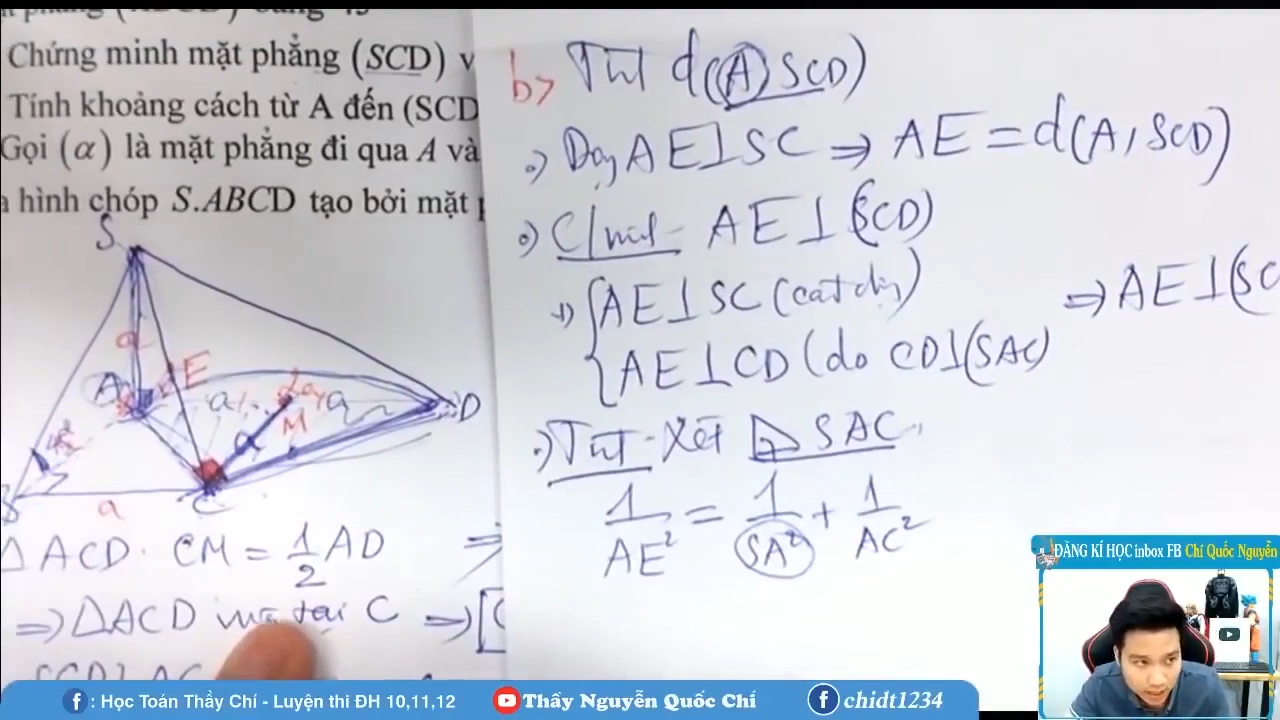 Chứng minh mặt phẳng (SCD) v
Tính khoảng cách từ A đến (SCD
Gọi (α) là mặt phẳng đi qua A và
a hình chóp S.ABCD tạo bởi mặt p
S
a
A
E
a
2a
a
D
M
a
45°
B
a
C
Δ ACD. CM = 1/2 AD ⇒
⇒ ΔACD tại C ⇒
b> Tính d(A, SCD)
Dựng AE⊥SC ⇒ AE = d(A, SCD)
C/minh AE⊥(SCD)
+) { AE⊥SC (cách dựng) ⇒ AE⊥(SC
AE⊥CD (do CD⊥(SAC)
Tính. Xét SAC.
1/AE² = 1/SA² + 1/AC²
ĐĂNG KÍ HỌC inbox FB Chí Quốc Nguyễn
: Học Toán Thầy Chí - Luyện thi ĐH 10,11,12
Thầy Nguyễn Quốc Chí
chidt1234